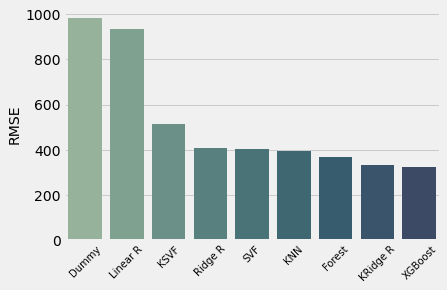 1000
800
600
400
200
0
RMSE
Dummy
Linear R
KSVF
Ridge R
SVF
KNN
Forest
KRidge R
XGBoost